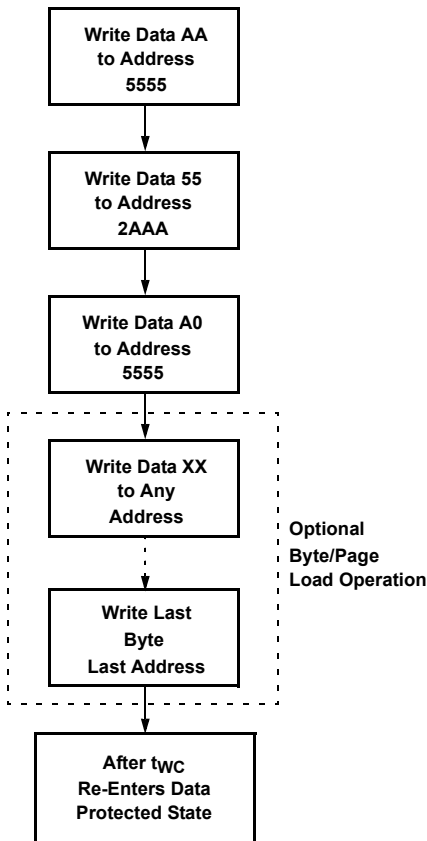 Write Data AA
to Address
5555
Write Data 55
to Address
2AAA
Write Data A0
to Address
5555
Write Data XX
to Any
Address
Optional
Byte/Page
Load Operation
Write Last
Byte
Last Address
After tWC
Re-Enters Data
Protected State